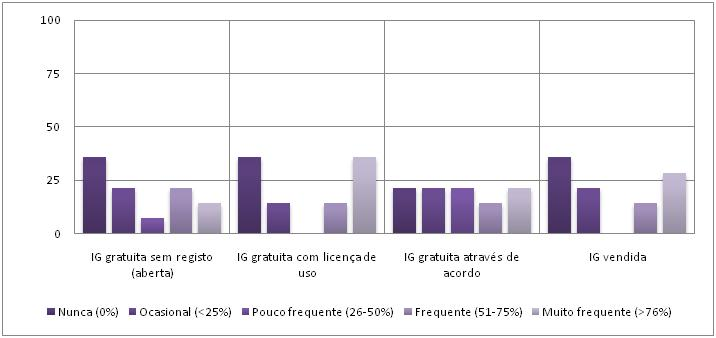 100
75
50
25
0
IG gratuita sem registo
(aberta)
IG gratuita com licença de
uso
IG gratuita através de
acordo
IG vendida
Nunca (0%) Ocasional (<25%) Pouco frequente (26-50%) Frequente (51-75%) Muito frequente (>76%)